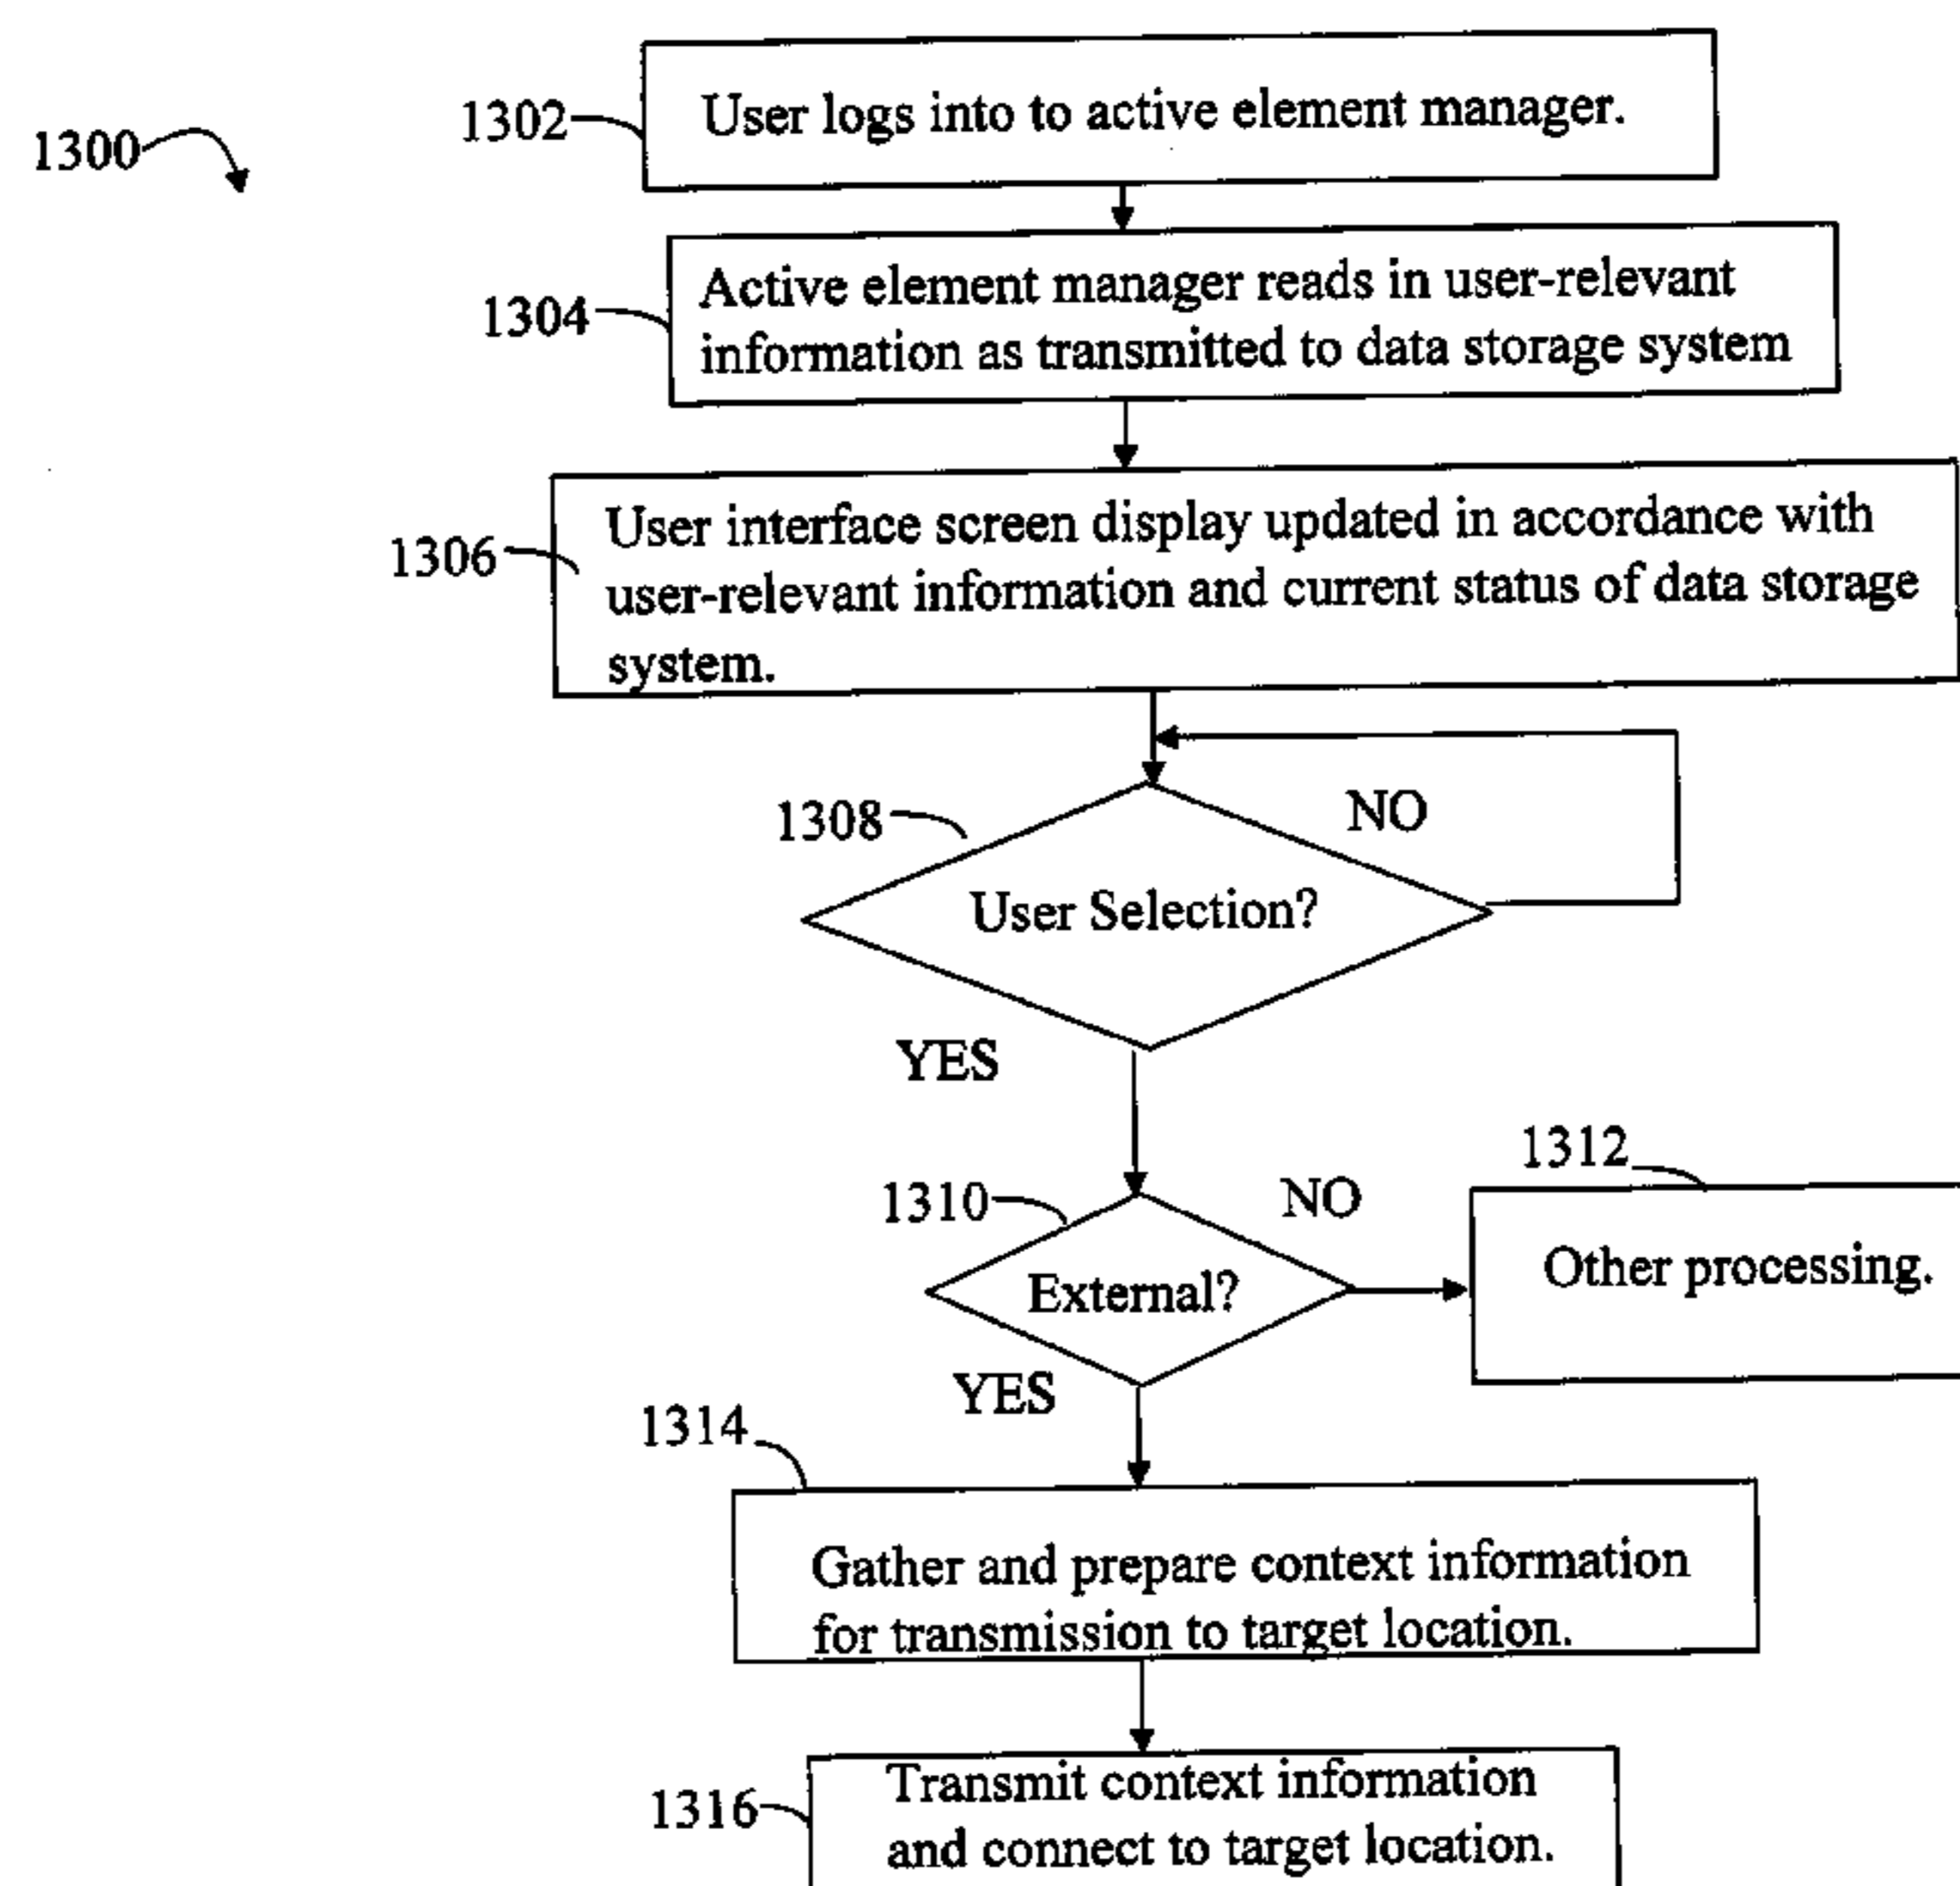 1300
1302
User logs into to active element manager.
1304
Active element manager reads in user-relevant
information as transmitted to data storage system
1306
User interface screen display updated in accordance with
user-relevant information and current status of data storage
system.
1308
NO
User Selection?
YES
1310
NO
1312
External?
Other processing.
YES
1314
Gather and prepare context information
for transmission to target location.
1316
Transmit context information
and connect to target location.